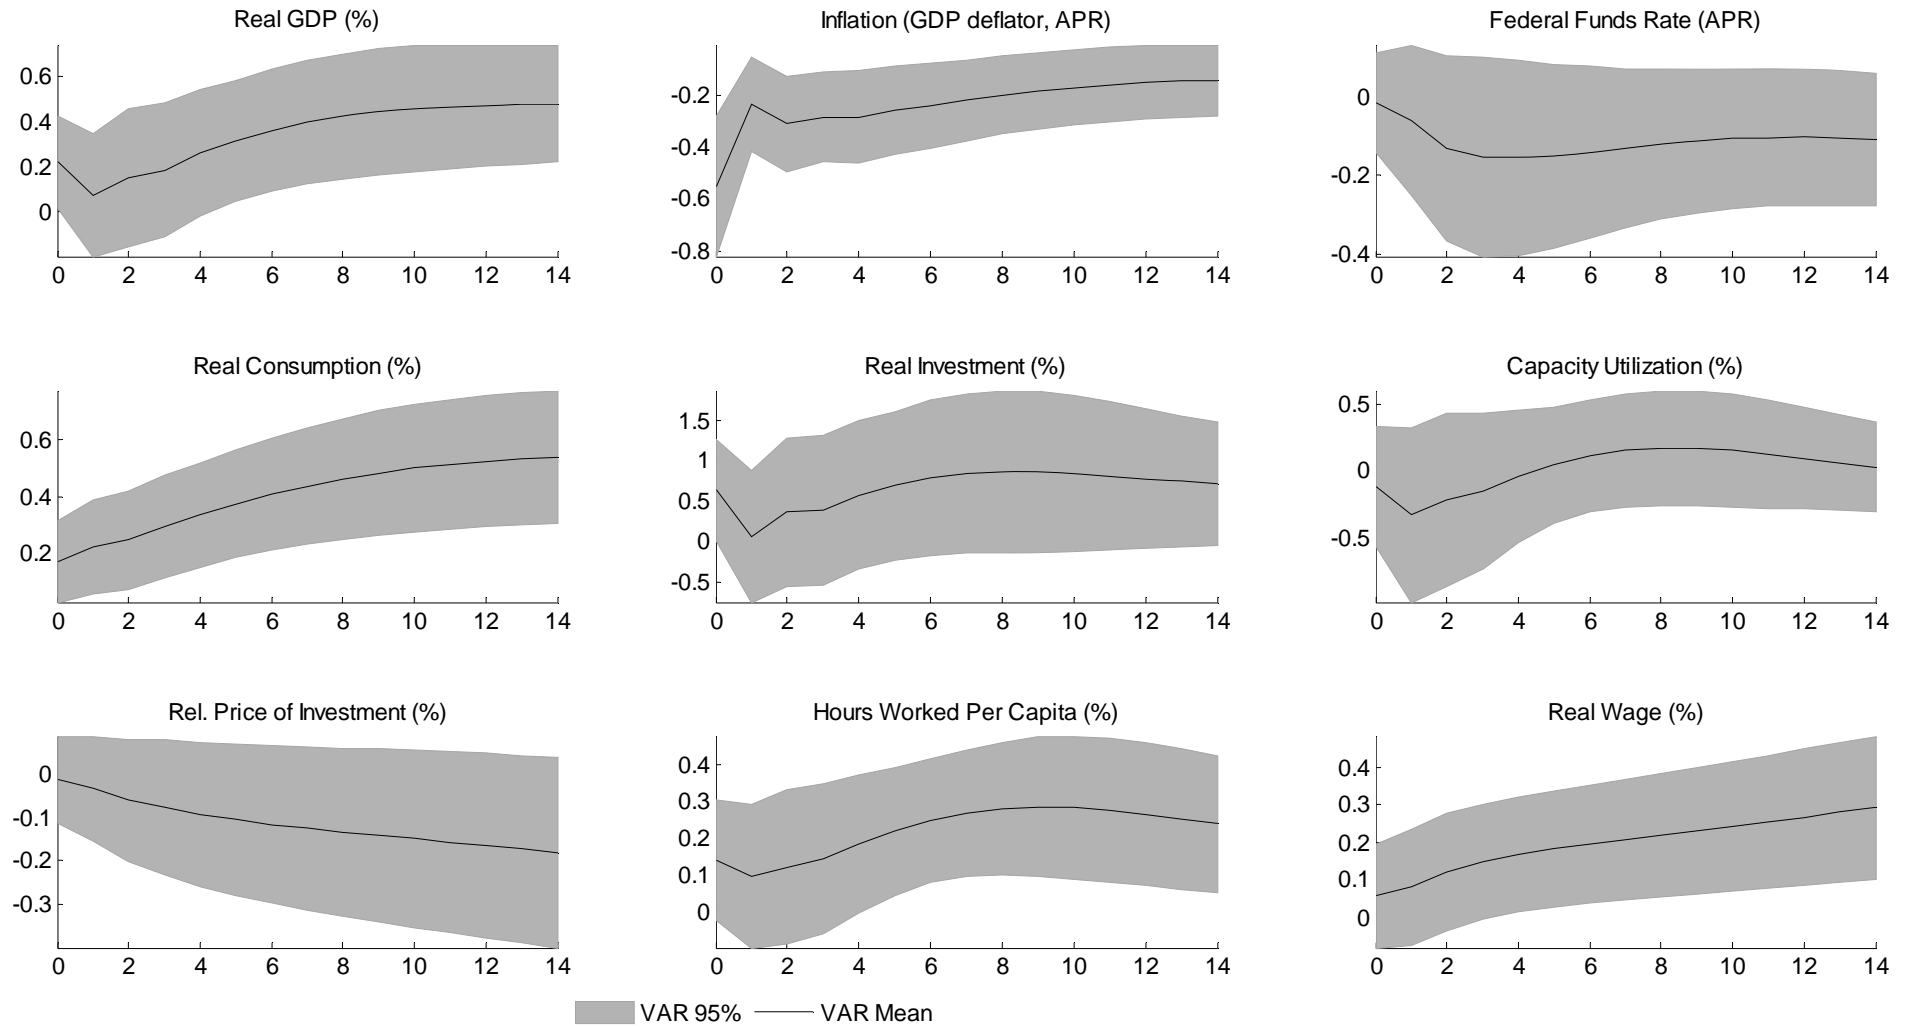 Real GDP (%)
0.6
0.4
0.2
0
0 2 4 6 8 10 12 14
Inflation (GDP deflator, APR)
-0.2
-0.4
-0.6
-0.8
0 2 4 6 8 10 12 14
Federal Funds Rate (APR)
0
-0.2
-0.4
0 2 4 6 8 10 12 14
Real Consumption (%)
0.6
0.4
0.2
0 2 4 6 8 10 12 14
Real Investment (%)
1.5
1
0.5
0
-0.5
0 2 4 6 8 10 12 14
Capacity Utilization (%)
0.5
0
-0.5
0 2 4 6 8 10 12 14
Rel. Price of Investment (%)
0
-0.1
-0.2
-0.3
0 2 4 6 8 10 12 14
Hours Worked Per Capita (%)
0.4
0.3
0.2
0.1
0
0 2 4 6 8 10 12 14
Real Wage (%)
0.4
0.3
0.2
0.1
0
0 2 4 6 8 10 12 14
VAR 95% VAR Mean